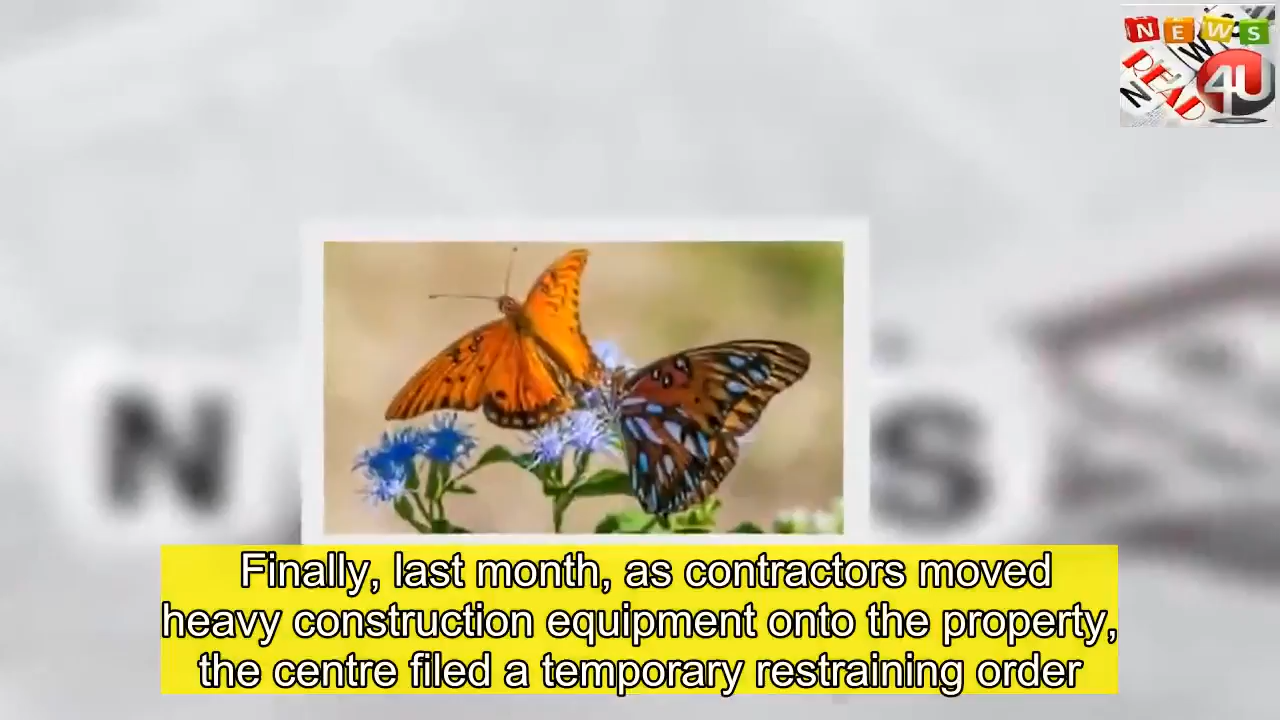 NEWS
READ
4U
N
N
S
Finally, last month, as contractors moved
heavy construction equipment onto the property,
the centre filed a temporary restraining order